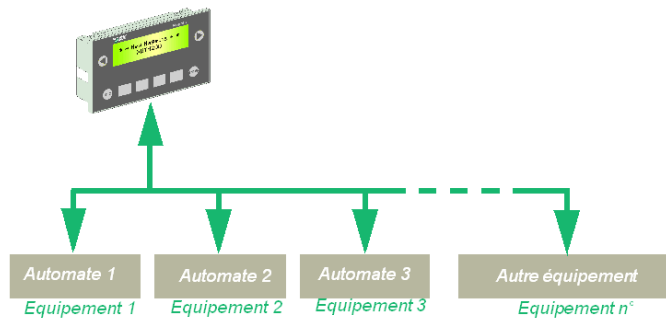 Automate 1
Automate 2
Automate 3
Autre équipement
Equipement 1
Equipement 2
Equipement 3
Equipement n°